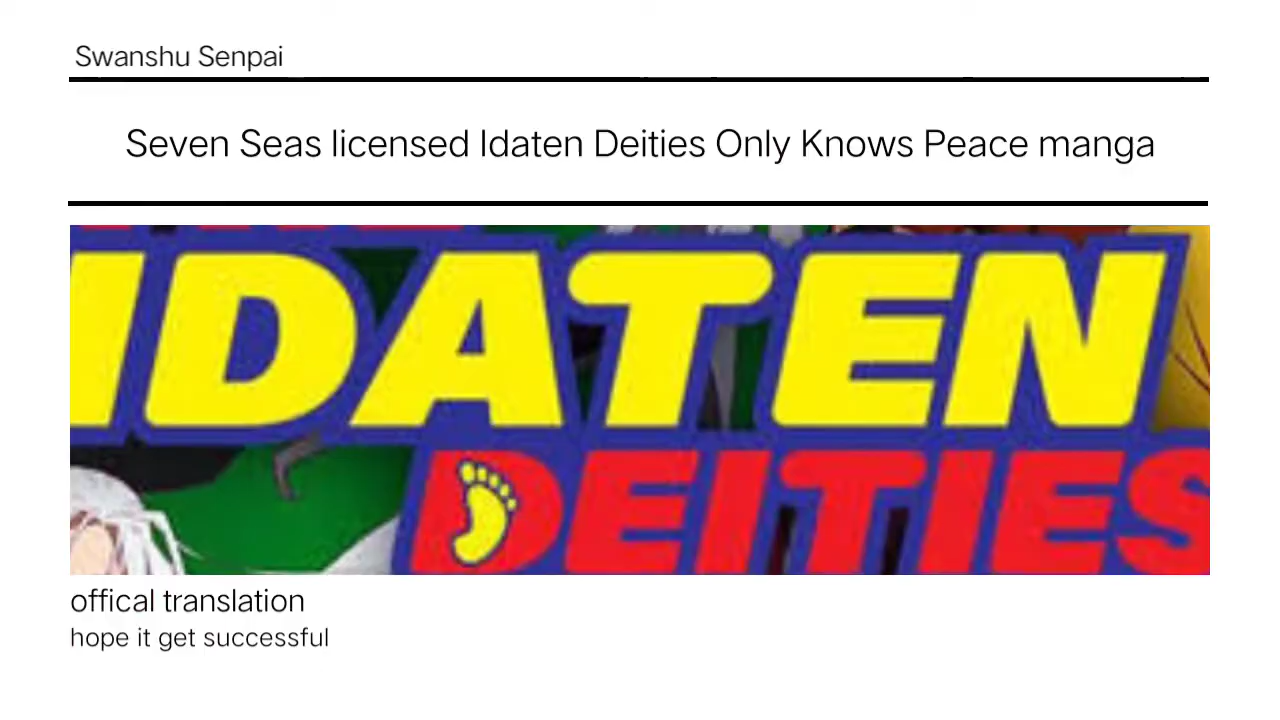 Swanshu Senpai
Seven Seas licensed Idaten Deities Only Knows Peace manga
IDATEN
DEITIES
offical translation
hope it get successful